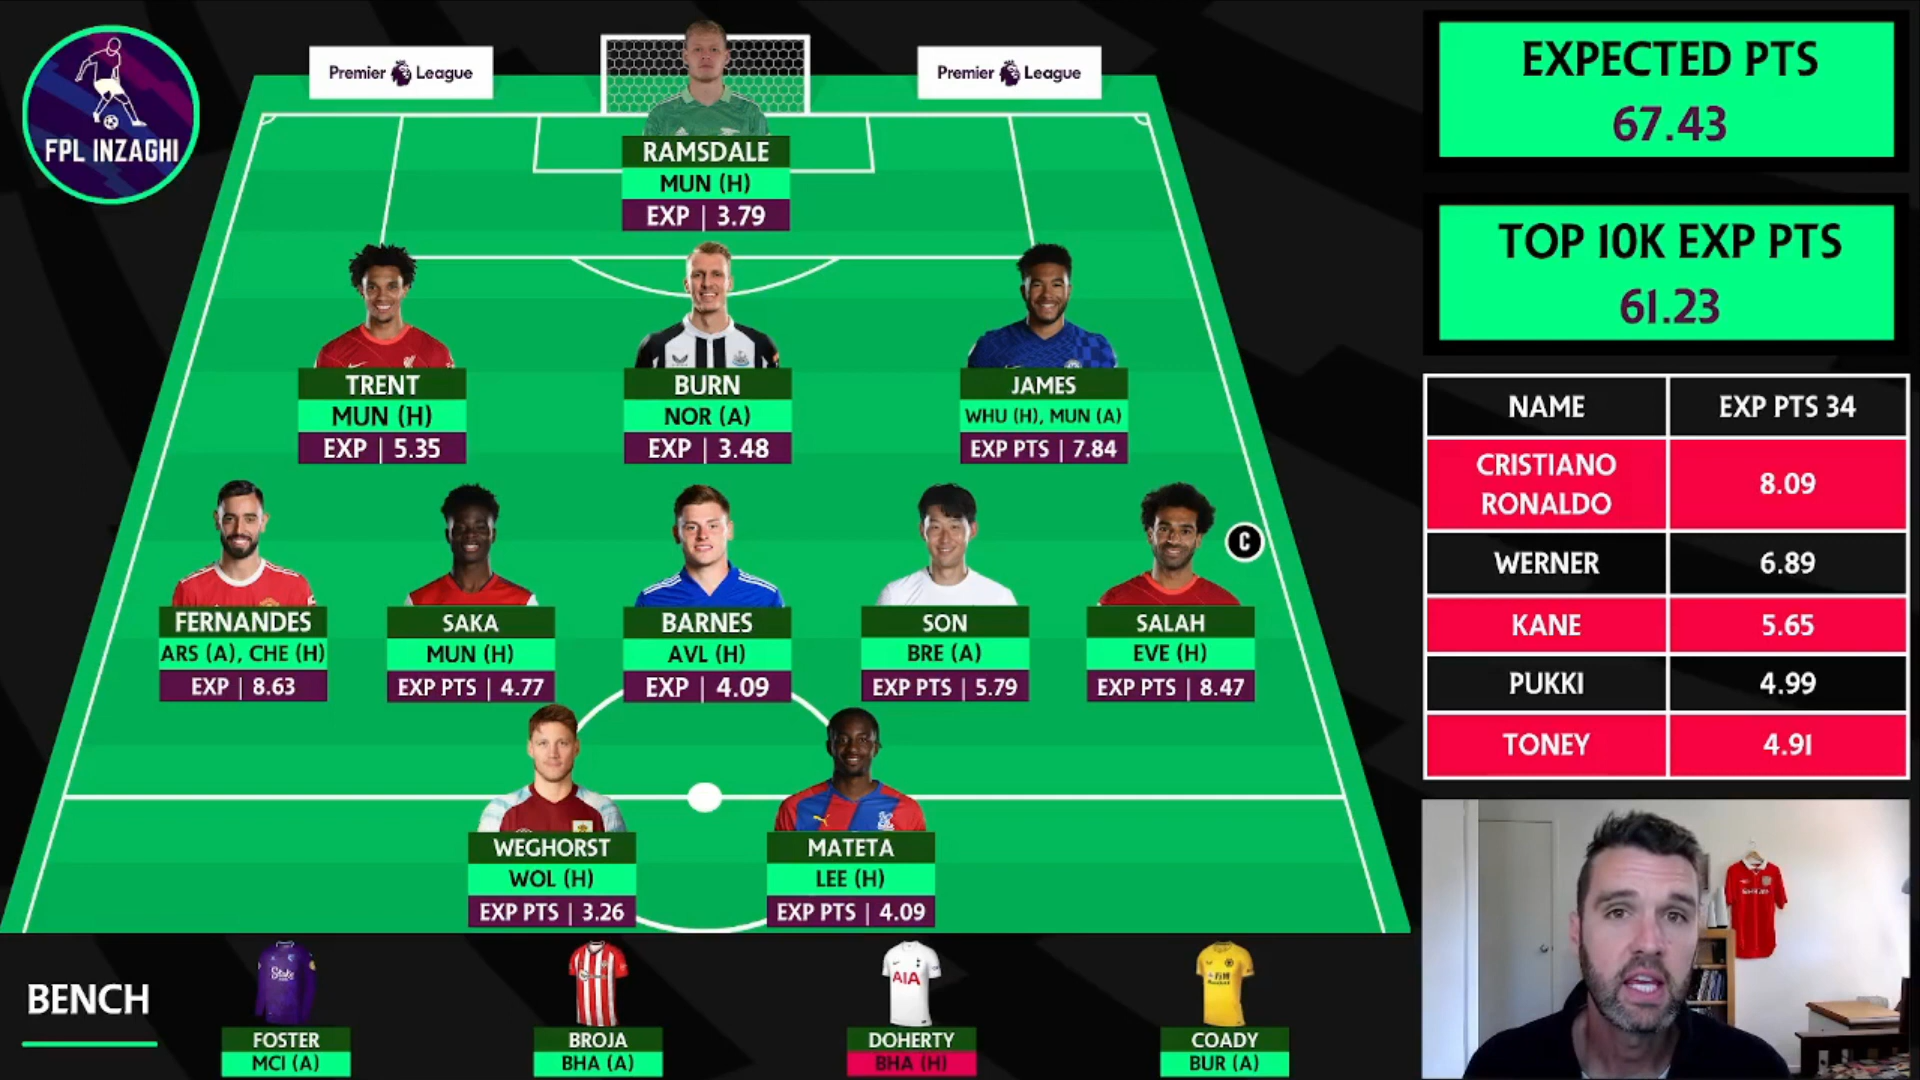 FPL INZAGHI
Premier League
Premier League
RAMSDALE
MUN (H)
EXP | 3.79
TRENT
MUN (H)
EXP | 5.35
BURN
NOR (A)
EXP | 3.48
JAMES
WHU (H), MUN (A)
EXP PTS | 7.84
FERNANDES
ARS (A), CHE (H)
EXP | 8.63
SAKA
MUN (H)
EXP PTS | 4.77
BARNES
AVL (H)
EXP | 4.09
SON
BRE (A)
EXP PTS | 5.79
SALAH
EVE (H)
EXP PTS | 8.47
C
WEGHORST
WOL (H)
EXP PTS | 3.26
MATETA
LEE (H)
EXP PTS | 4.09
BENCH
Stake
FOSTER
MCI (A)
BROJA
BHA (A)
AIA
DOHERTY
BHA (H)
COADY
BUR (A)
EXPECTED PTS
67.43
TOP 10K EXP PTS
61.23
NAME EXP PTS 34
CRISTIANO
RONALDO 8.09
WERNER 6.89
KANE 5.65
PUKKI 4.99
TONEY 4.91